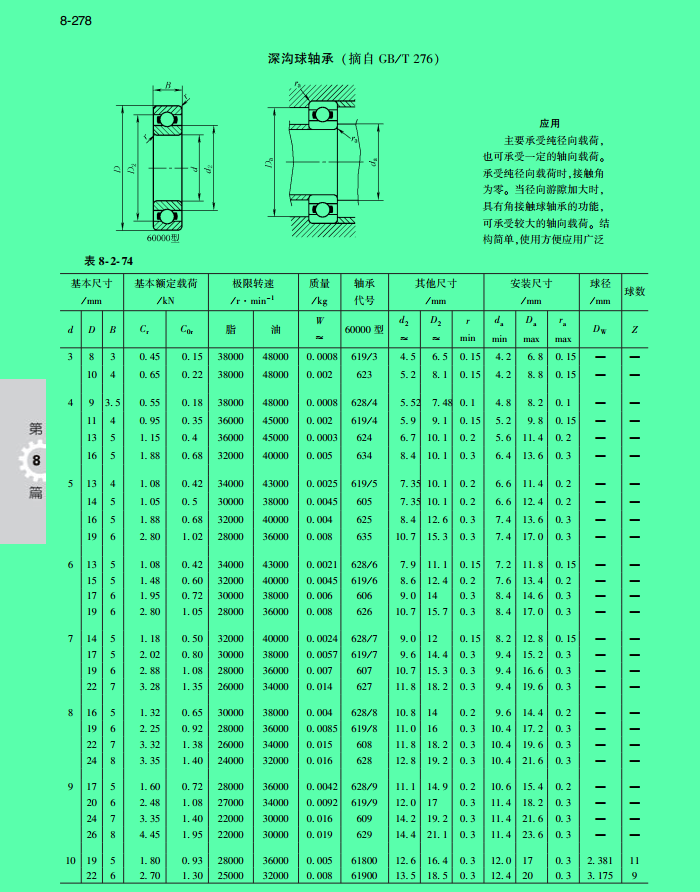 8-278
深沟球轴承 (摘自 GB/T 276)
B
r
r
D
D2
d
d2
60000型
ra
ra
Da
da
应用
主要承受纯径向载荷,
也可承受一定的轴向载荷。
承受纯径向载荷时,接触角
为零。当径向游隙加大时,
具有角接触球轴承的功能,
可承受较大的轴向载荷。结
构简单,使用方便应用广泛
表 8-2-74
基本尺寸 基本额定载荷 极限转速 质量 轴承 其他尺寸 安装尺寸 球径 球数
/mm /kN /r·min⁻¹ /kg 代号 /mm /mm /mm
d D B Cr C0r 脂 油 W≈ 60000 型 d2≈ D2≈ r min da min Da max ra max DW Z
3 8 3 0.45 0.15 38000 48000 0.0008 619/3 4.5 6.5 0.15 4.2 6.8 0.15 — —
10 4 0.65 0.22 38000 48000 0.002 623 5.2 8.1 0.15 4.2 8.8 0.15 — —
4 9 3.5 0.55 0.18 38000 48000 0.0008 628/4 5.52 7.48 0.1 4.8 8.2 0.1 — —
11 4 0.95 0.35 36000 45000 0.002 619/4 5.9 9.1 0.15 5.2 9.8 0.15 — —
13 5 1.15 0.4 36000 45000 0.0003 624 6.7 10.1 0.2 5.6 11.4 0.2 — —
16 5 1.88 0.68 32000 40000 0.005 634 8.4 10.1 0.3 6.4 13.6 0.3 — —
5 13 4 1.08 0.42 34000 43000 0.0025 619/5 7.35 10.1 0.2 6.6 11.4 0.2 — —
14 5 1.05 0.5 30000 38000 0.0045 605 7.35 10.1 0.2 6.6 12.4 0.2 — —
16 5 1.88 0.68 32000 40000 0.004 625 8.4 12.6 0.3 7.4 13.6 0.3 — —
19 6 2.80 1.02 28000 36000 0.008 635 10.7 15.3 0.3 7.4 17.0 0.3 — —
6 13 5 1.08 0.42 34000 43000 0.0021 628/6 7.9 11.1 0.15 7.2 11.8 0.15 — —
15 5 1.48 0.60 32000 40000 0.0045 619/6 8.6 12.4 0.2 7.6 13.4 0.2 — —
17 6 1.95 0.72 30000 38000 0.006 606 9.0 14 0.3 8.4 14.6 0.3 — —
19 6 2.80 1.05 28000 36000 0.008 626 10.7 15.7 0.3 8.4 17.0 0.3 — —
7 14 5 1.18 0.50 32000 40000 0.0024 628/7 9.0 12 0.15 8.2 12.8 0.15 — —
17 5 2.02 0.80 30000 38000 0.0057 619/7 9.6 14.4 0.3 9.4 15.2 0.3 — —
19 6 2.88 1.08 28000 36000 0.007 607 10.7 15.3 0.3 9.4 16.6 0.3 — —
22 7 3.28 1.35 26000 34000 0.014 627 11.8 18.2 0.3 9.4 19.6 0.3 — —
8 16 5 1.32 0.65 30000 38000 0.004 628/8 10.8 14 0.2 9.6 14.4 0.2 — —
19 6 2.25 0.92 28000 36000 0.0085 619/8 11.0 16 0.3 10.4 17.2 0.3 — —
22 7 3.32 1.38 26000 34000 0.015 608 11.8 18.2 0.3 10.4 19.6 0.3 — —
24 8 3.35 1.40 24000 32000 0.016 628 12.8 19.2 0.3 10.4 21.6 0.3 — —
9 17 5 1.60 0.72 28000 36000 0.0042 628/9 11.1 14.9 0.2 10.6 15.4 0.2 — —
20 6 2.48 1.08 27000 34000 0.0092 619/9 12.0 17 0.3 11.4 18.2 0.3 — —
24 7 3.35 1.40 22000 30000 0.016 609 14.2 19.2 0.3 11.4 21.6 0.3 — —
26 8 4.45 1.95 22000 30000 0.019 629 14.4 21.1 0.3 11.4 23.6 0.3 — —
10 19 5 1.80 0.93 28000 36000 0.005 61800 12.6 16.4 0.3 12.0 17 0.3 2.381 11
22 6 2.70 1.30 25000 32000 0.008 61900 13.5 18.5 0.3 12.4 20 0.3 3.175 9
第
8
篇